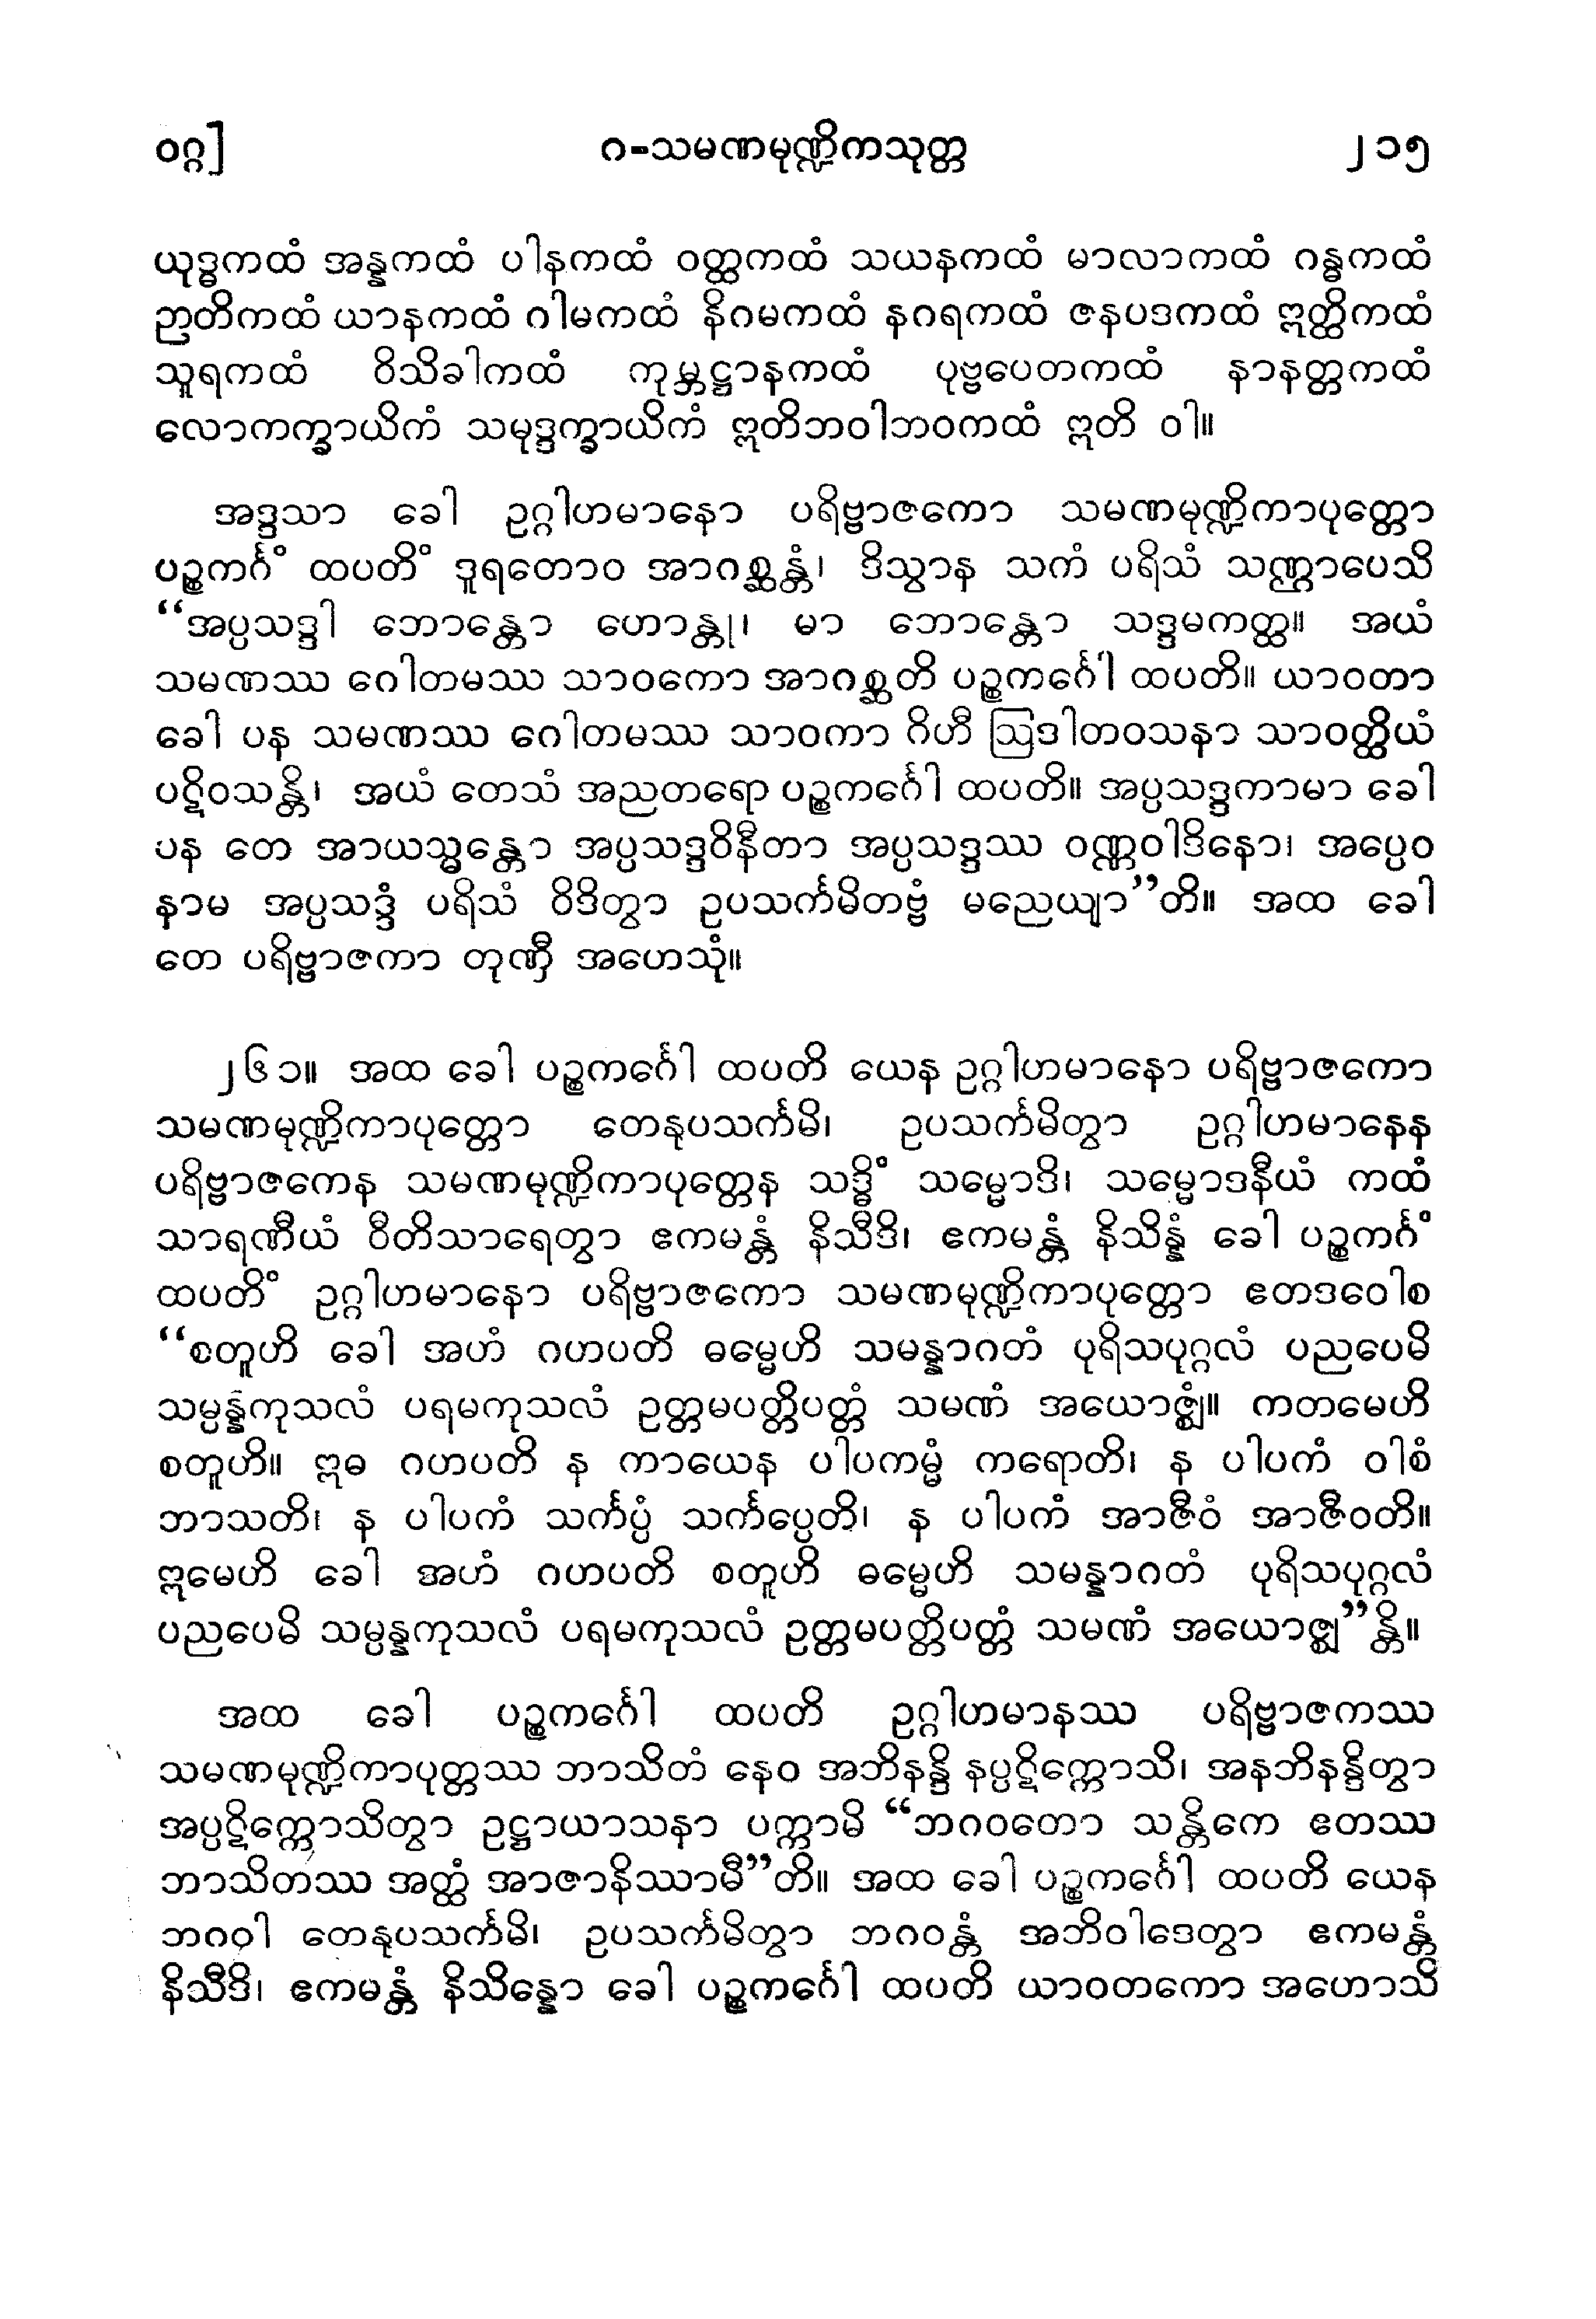 ဝဂ္ဂ]
ဂ-သမဏမုဏ္ဍိကသုတ္တ
၂၁၅
ယုဒ္ဓကထံ အန္နကထံ ပါနကထံ ဝတ္ထကထံ သယနကထံ မာလာကထံ ဂန္ဓကထံ
ဉာတိကထံ ယာနကထံ ဂါမကထံ နိဂမကထံ နဂရကထံ ဇနပဒကထံ ဣတ္ထိကထံ
သူရကထံ ဝိသိခါကထံ ကုမ္ဘဋ္ဌာနကထံ ပုဗ္ဗပေတကထံ နာနတ္တကထံ
လောကက္ခာယိကံ သမုဒ္ဒက္ခာယိကံ ဣတိဘဝါဘဝကထံ ဣတိ ဝါ။
အဒ္ဒသာ ခေါ ဥဂ္ဂါဟမာနော ပရိဗ္ဗာဇကော သမဏမုဏ္ဍိကာပုတ္တော
ပဉ္စကင်္ဂံ ထပတိံ ဒူရတောဝ အာဂစ္ဆန္တံ၊ ဒိသွာန သကံ ပရိသံ သဏ္ဌာပေသိ
“အပ္ပသဒ္ဒါ ဘောန္တော ဟောန္တု၊ မာ ဘောန္တော သဒ္ဒမကတ္ထ။ အယံ
သမဏဿ ဂေါတမဿ သာဝကော အာဂစ္ဆတိ ပဉ္စကင်္ဂေါ ထပတိ။ ယာဝတာ
ခေါ ပန သမဏဿ ဂေါတမဿ သာဝကာ ဂိဟီ ဩဒါတဝသနာ သာဝတ္ထိယံ
ပဋိဝသန္တိ၊ အယံ တေသံ အညတရော ပဉ္စကင်္ဂေါ ထပတိ။ အပ္ပသဒ္ဒကာမာ ခေါ
ပန တေ အာယသ္မန္တော အပ္ပသဒ္ဒဝိနီတာ အပ္ပသဒ္ဒဿ ဝဏ္ဏဝါဒိနော၊ အပ္ပေဝ
နာမ အပ္ပသဒ္ဒံ ပရိသံ ဝိဒိတွာ ဥပသင်္ကမိတဗ္ဗံ မညေယျာ”တိ။ အထ ခေါ
တေ ပရိဗ္ဗာဇကာ တုဏှီ အဟေသုံ။
၂၆၁။ အထ ခေါ ပဉ္စကင်္ဂေါ ထပတိ ယေန ဥဂ္ဂါဟမာနော ပရိဗ္ဗာဇကော
သမဏမုဏ္ဍိကာပုတ္တော တေနုပသင်္ကမိ၊ ဥပသင်္ကမိတွာ ဥဂ္ဂါဟမာနေန
ပရိဗ္ဗာဇကေန သမဏမုဏ္ဍိကာပုတ္တေန သဒ္ဓိံ သမ္မောဒိ၊ သမ္မောဒနီယံ ကထံ
သာရဏီယံ ဝီတိသာရေတွာ ဧကမန္တံ နိသီဒိ၊ ဧကမန္တံ နိသိန္နံ ခေါ ပဉ္စကင်္ဂံ
ထပတိံ ဥဂ္ဂါဟမာနော ပရိဗ္ဗာဇကော သမဏမုဏ္ဍိကာပုတ္တော ဧတဒဝေါစ
“စတူဟိ ခေါ အဟံ ဂဟပတိ ဓမ္မေဟိ သမန္နာဂတံ ပုရိသပုဂ္ဂလံ ပညပေမိ
သမ္ပန္နကုသလံ ပရမကုသလံ ဥတ္တမပတ္တိပတ္တံ သမဏံ အယောဇ္ဈံ။ ကတမေဟိ
စတူဟိ။ ဣဓ ဂဟပတိ န ကာယေန ပါပကမ္မံ ကရောတိ၊ န ပါပကံ ဝါစံ
ဘာသတိ၊ န ပါပကံ သင်္ကပ္ပံ သင်္ကပ္ပေတိ၊ န ပါပကံ အာဇီဝံ အာဇီဝတိ။
ဣမေဟိ ခေါ အဟံ ဂဟပတိ စတူဟိ ဓမ္မေဟိ သမန္နာဂတံ ပုရိသပုဂ္ဂလံ
ပညပေမိ သမ္ပန္နကုသလံ ပရမကုသလံ ဥတ္တမပတ္တိပတ္တံ သမဏံ အယောဇ္ဈ”န္တိ။
အထ ခေါ ပဉ္စကင်္ဂေါ ထပတိ ဥဂ္ဂါဟမာနဿ ပရိဗ္ဗာဇကဿ
သမဏမုဏ္ဍိကာပုတ္တဿ ဘာသိတံ နေဝ အဘိနန္ဒိ နပ္ပဋိက္ကောသိ၊ အနဘိနန္ဒိတွာ
အပ္ပဋိက္ကောသိတွာ ဥဋ္ဌာယာသနာ ပက္ကာမိ “ဘဂဝတော သန္တိကေ ဧတဿ
ဘာသိတဿ အတ္ထံ အာဇာနိဿာမီ”တိ။ အထ ခေါ ပဉ္စကင်္ဂေါ ထပတိ ယေန
ဘဂဝါ တေနုပသင်္ကမိ၊ ဥပသင်္ကမိတွာ ဘဂဝန္တံ အဘိဝါဒေတွာ ဧကမန္တံ
နိသီဒိ၊ ဧကမန္တံ နိသိန္နော ခေါ ပဉ္စကင်္ဂေါ ထပတိ ယာဝတကော အဟောသိ